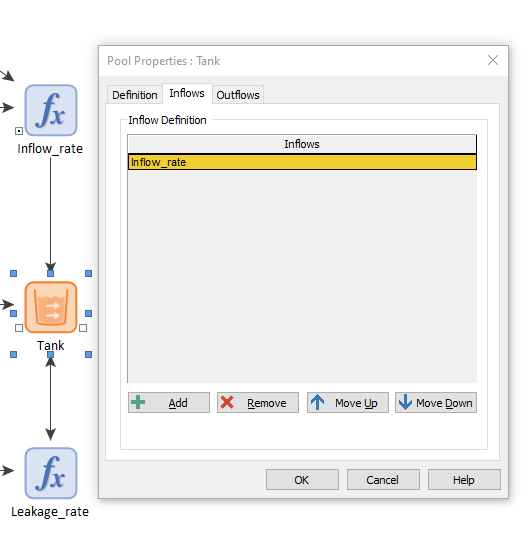 Pool Properties : Tank
Definition
Inflows
Outflows
Inflow Definition
Inflows
Inflow_rate
Add
Remove
Move Up
Move Down
OK
Cancel
Help
fx
Inflow_rate
Tank
fx
Leakage_rate